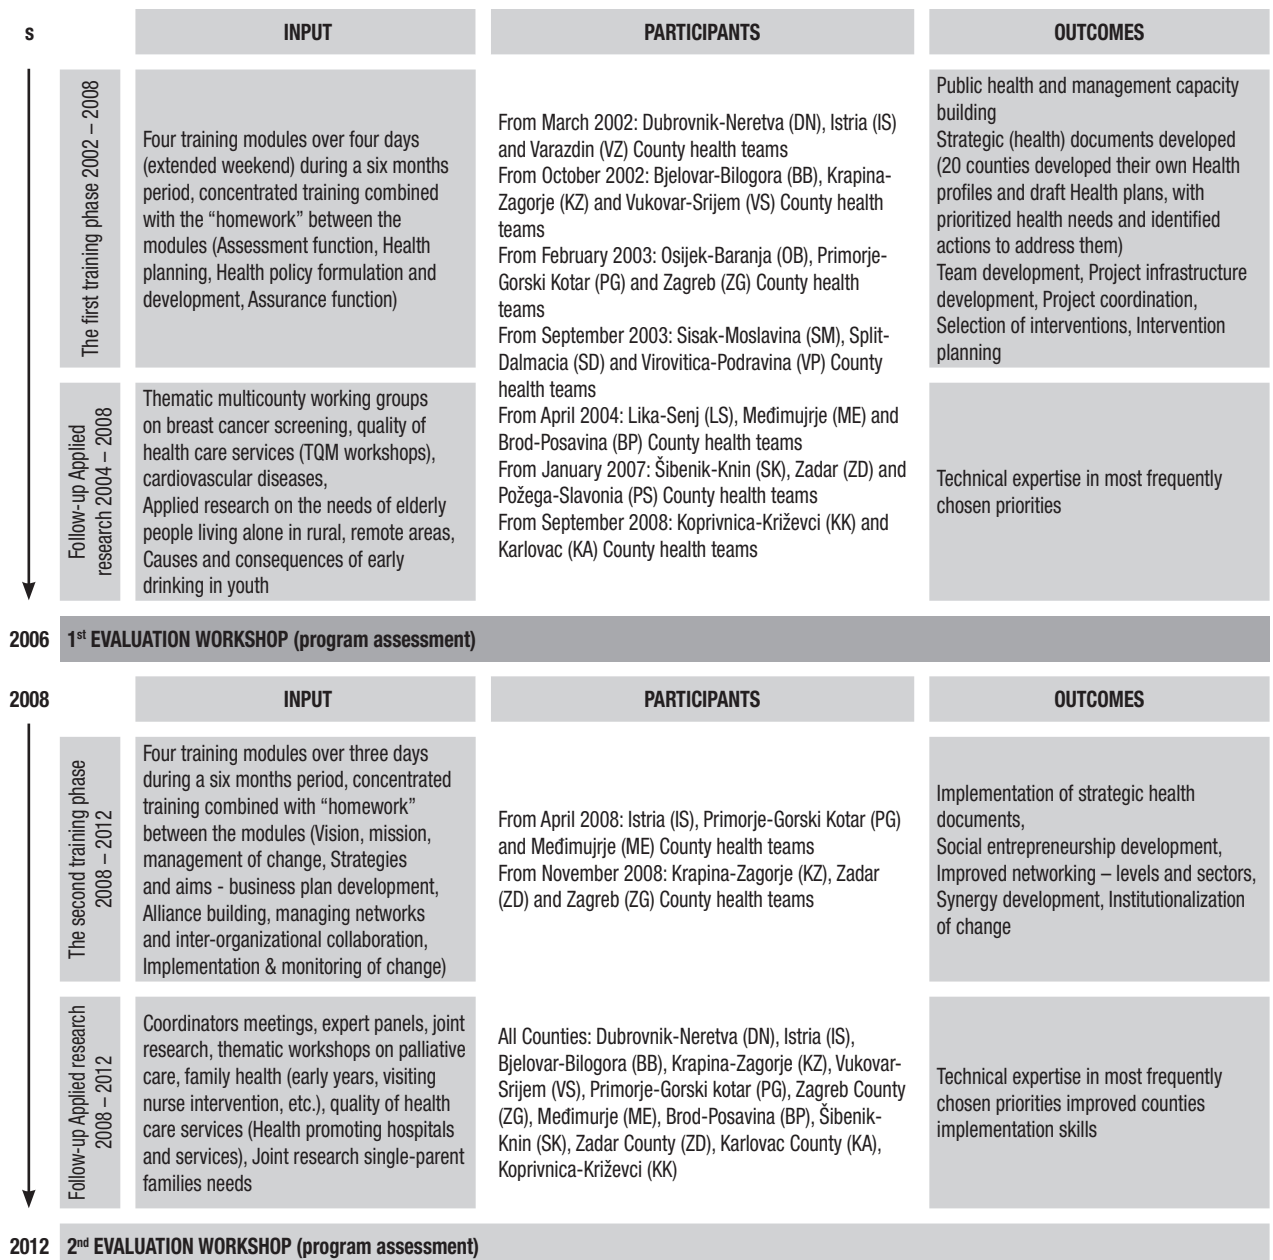 s
INPUT
PARTICIPANTS
OUTCOMES
The first training phase 2002 – 2008
Four training modules over four days
(extended weekend) during a six months
period, concentrated training combined
with the “homework” between the
modules (Assessment function, Health
planning, Health policy formulation and
development, Assurance function)
From March 2002: Dubrovnik-Neretva (DN), Istria (IS)
and Varazdin (VZ) County health teams
From October 2002: Bjelovar-Bilogora (BB), Krapina-
Zagorje (KZ) and Vukovar-Srijem (VS) County health
teams
From February 2003: Osijek-Baranja (OB), Primorje-
Gorski Kotar (PG) and Zagreb (ZG) County health
teams
From September 2003: Sisak-Moslavina (SM), Split-
Dalmacia (SD) and Virovitica-Podravina (VP) County
health teams
From April 2004: Lika-Senj (LS), Međimujrje (ME) and
Brod-Posavina (BP) County health teams
From January 2007: Šibenik-Knin (SK), Zadar (ZD) and
Požega-Slavonia (PS) County health teams
From September 2008: Koprivnica-Križevci (KK) and
Karlovac (KA) County health teams
Public health and management capacity
building
Strategic (health) documents developed
(20 counties developed their own Health
profiles and draft Health plans, with
prioritized health needs and identified
actions to address them)
Team development, Project infrastructure
development, Project coordination,
Selection of interventions, Intervention
planning
Follow-up Applied
research 2004 – 2008
Thematic multicounty working groups
on breast cancer screening, quality of
health care services (TQM workshops),
cardiovascular diseases,
Applied research on the needs of elderly
people living alone in rural, remote areas,
Causes and consequences of early
drinking in youth
Technical expertise in most frequently
chosen priorities
2006 1st EVALUATION WORKSHOP (program assessment)
2008
INPUT
PARTICIPANTS
OUTCOMES
The second training phase
2008 – 2012
Four training modules over three days
during a six months period, concentrated
training combined with “homework”
between the modules (Vision, mission,
management of change, Strategies
and aims - business plan development,
Alliance building, managing networks
and inter-organizational collaboration,
Implementation & monitoring of change)
From April 2008: Istria (IS), Primorje-Gorski Kotar (PG)
and Međimujrje (ME) County health teams
From November 2008: Krapina-Zagorje (KZ), Zadar
(ZD) and Zagreb (ZG) County health teams
Implementation of strategic health
documents,
Social entrepreneurship development,
Improved networking – levels and sectors,
Synergy development, Institutionalization
of change
Follow-up Applied research
2008 – 2012
Coordinators meetings, expert panels, joint
research, thematic workshops on palliative
care, family health (early years, visiting
nurse intervention, etc.), quality of health
care services (Health promoting hospitals
and services), Joint research single-parent
families needs
All Counties: Dubrovnik-Neretva (DN), Istria (IS),
Bjelovar-Bilogora (BB), Krapina-Zagorje (KZ), Vukovar-
Srijem (VS), Primorje-Gorski kotar (PG), Zagreb County
(ZG), Međimurje (ME), Brod-Posavina (BP), Šibenik-
Knin (SK), Zadar County (ZD), Karlovac County (KA),
Koprivnica-Križevci (KK)
Technical expertise in most frequently
chosen priorities improved counties
implementation skills
2012 2nd EVALUATION WORKSHOP (program assessment)